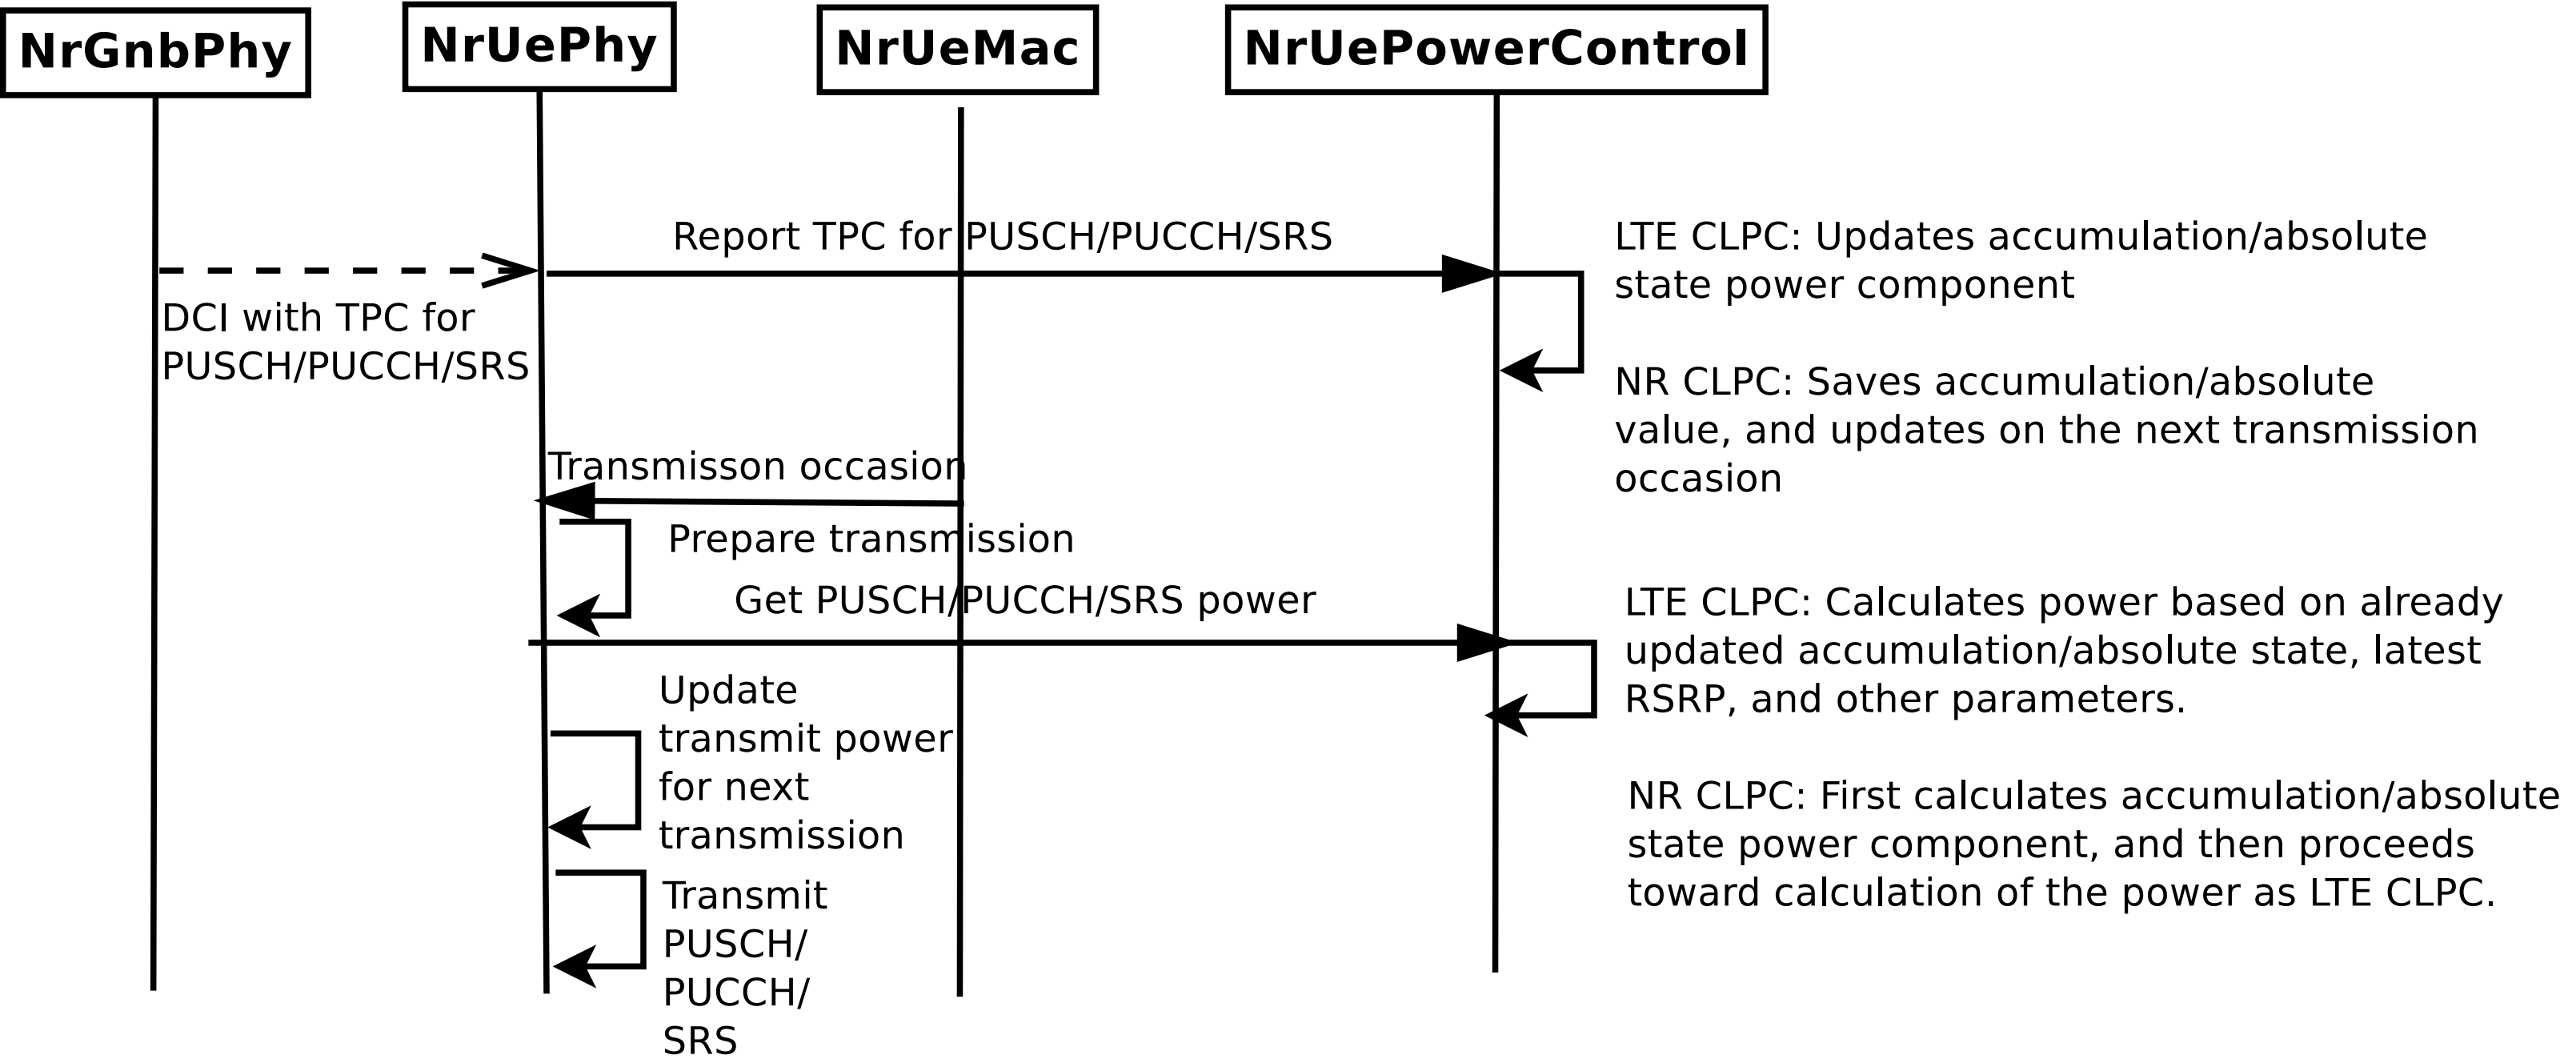 NrGnbPhy
NrUePhy
NrUeMac
NrUePowerControl
Report TPC for PUSCH/PUCCH/SRS
LTE CLPC: Updates accumulation/absolute
state power component
DCI with TPC for
PUSCH/PUCCH/SRS
NR CLPC: Saves accumulation/absolute
value, and updates on the next transmission
occasion
Transmisson occasion
Prepare transmission
Get PUSCH/PUCCH/SRS power
LTE CLPC: Calculates power based on already
updated accumulation/absolute state, latest
RSRP, and other parameters.
Update
transmit power
for next
transmission
NR CLPC: First calculates accumulation/absolute
state power component, and then proceeds
toward calculation of the power as LTE CLPC.
Transmit
PUSCH/
PUCCH/
SRS